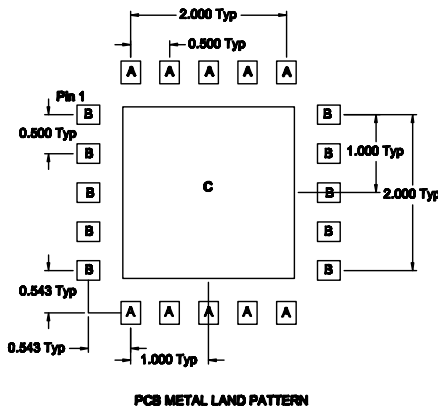 2.000 Typ
0.500 Typ
A A A A A
Pin 1
B B
0.500 Typ
1.000 Typ
B B
B C B
2.000 Typ
B B
B B
0.543 Typ
A A A A A
0.543 Typ
1.000 Typ
PCB METAL LAND PATTERN